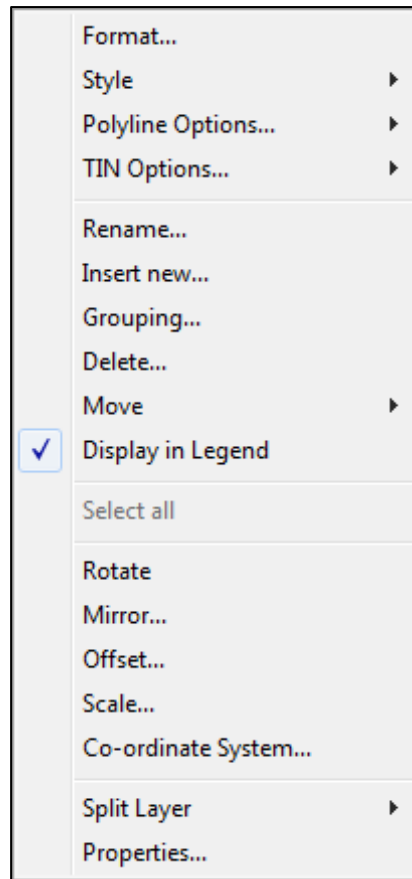 Format...
Style
Polyline Options...
TIN Options...
Rename...
Insert new...
Grouping...
Delete...
Move
Display in Legend
Select all
Rotate
Mirror...
Offset...
Scale...
Co-ordinate System...
Split Layer
Properties...